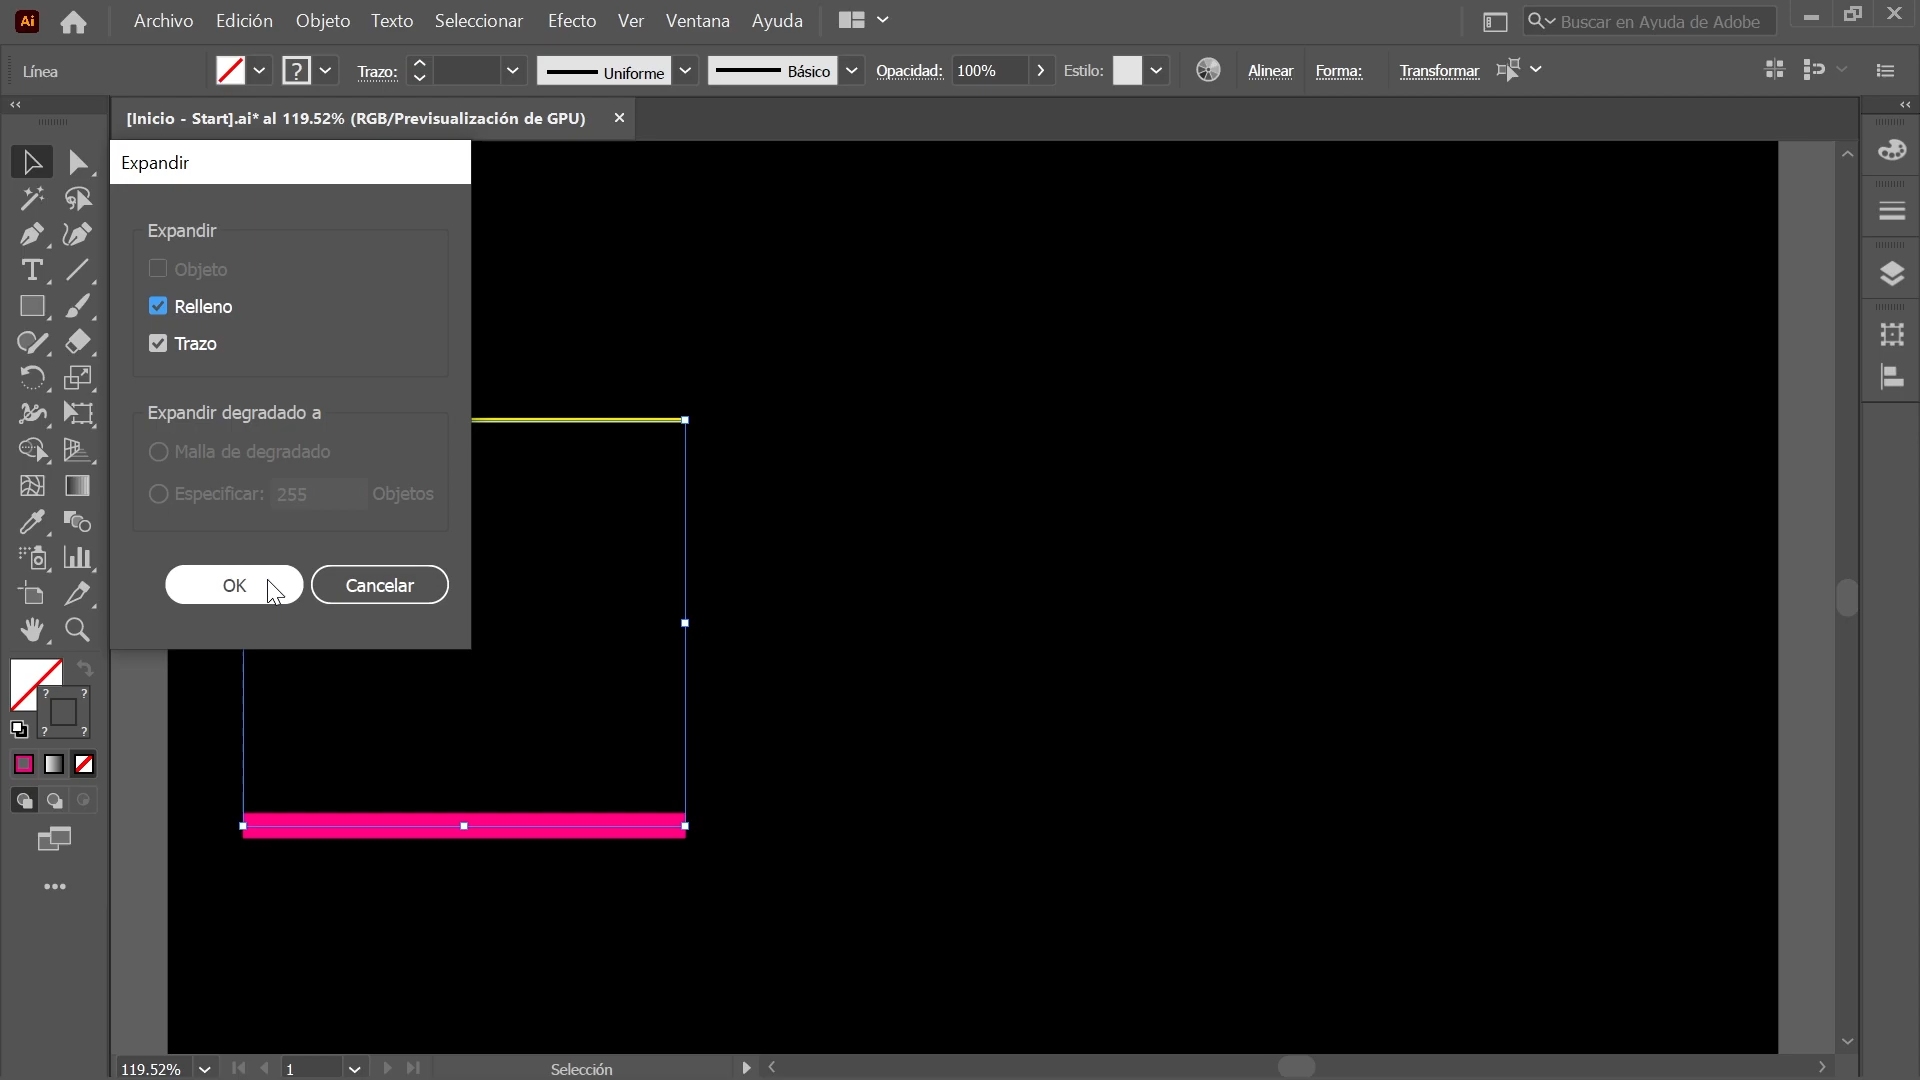 Ai
Archivo
Edición
Objeto
Texto
Seleccionar
Efecto
Ver
Ventana
Ayuda
Buscar en Ayuda de Adobe
Línea
?
Trazo:
Uniforme
Básico
Opacidad:
100%
Estilo:
Alinear
Forma:
Transformar
[Inicio - Start].ai* al 119.52% (RGB/Previsualización de GPU)
Expandir
Expandir
Objeto
Relleno
Trazo
Expandir degradado a
Malla de degradado
Especificar: 255 Objetos
OK
Cancelar
T
? ?
? ?
119.52%
1
Selección